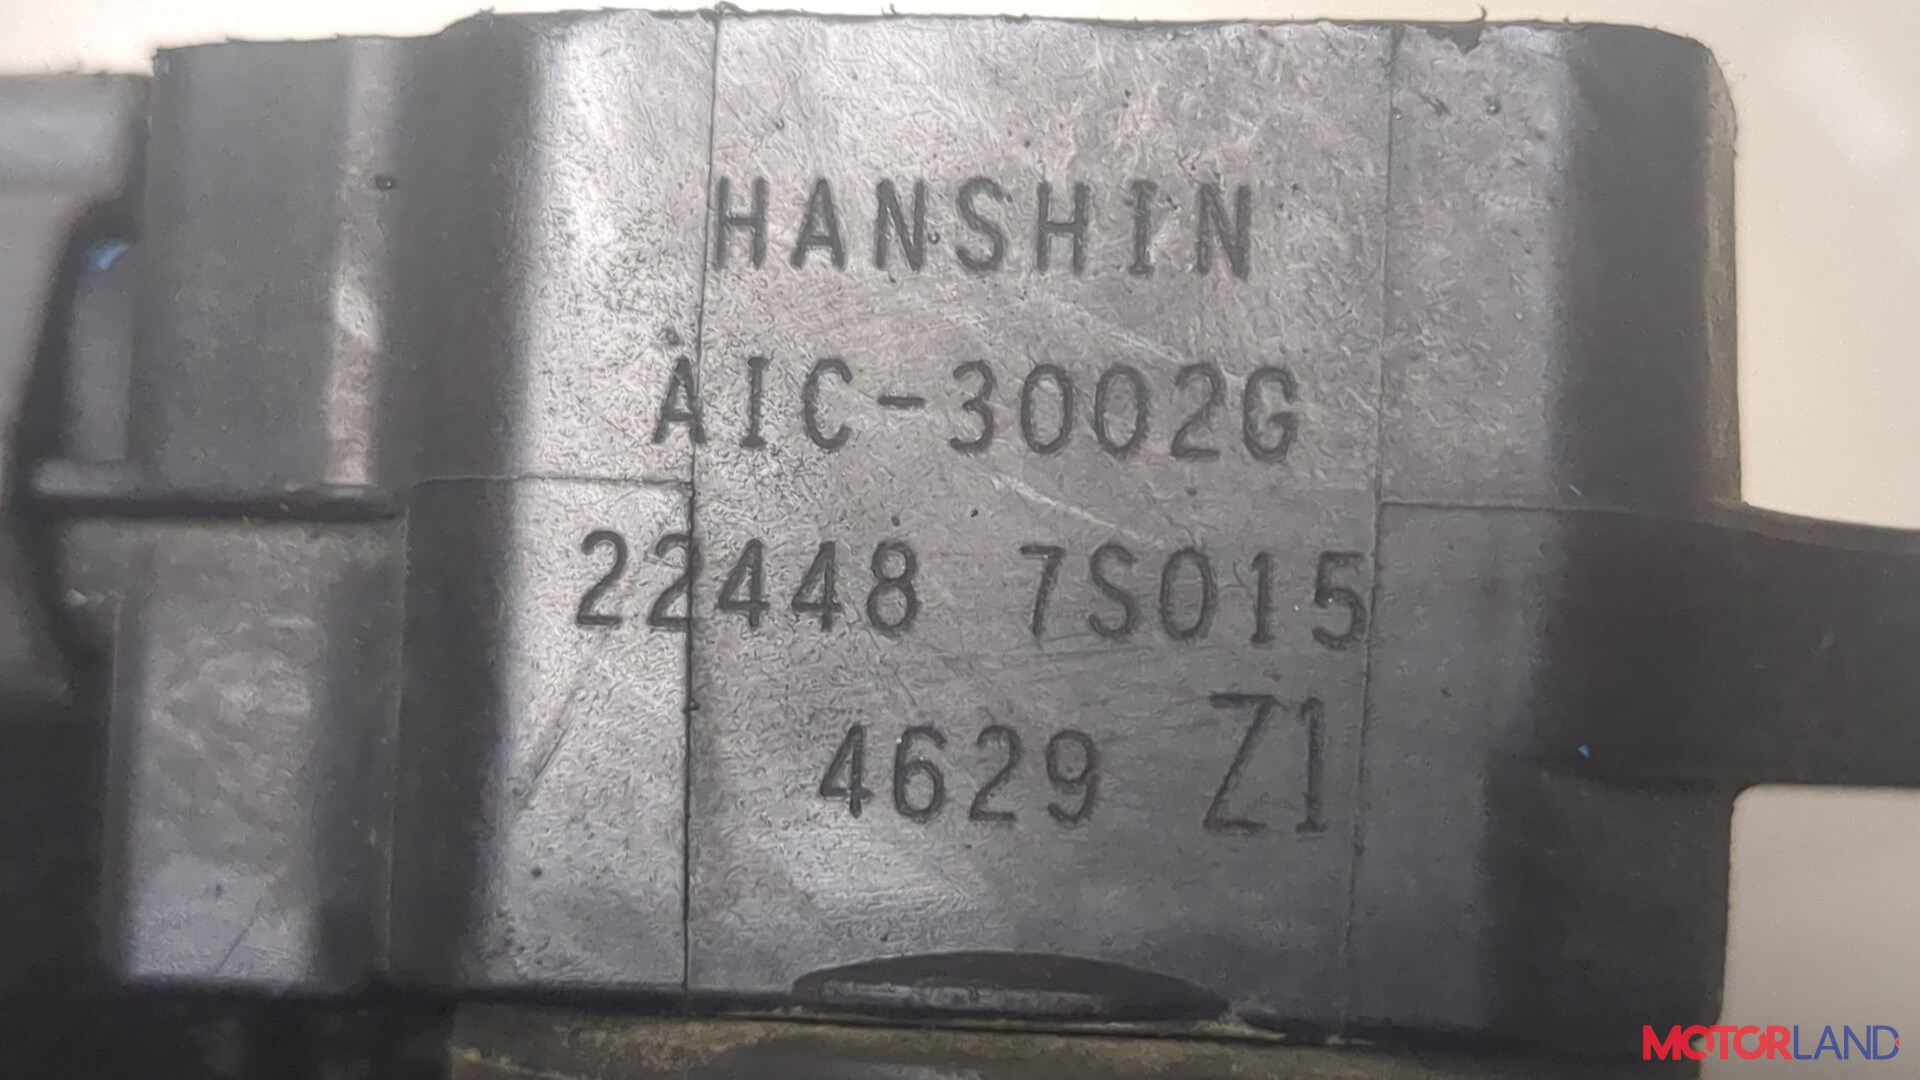 HANSHIN
AIC-3002G
22448 7S015
4629 Z1
MOTORLAND